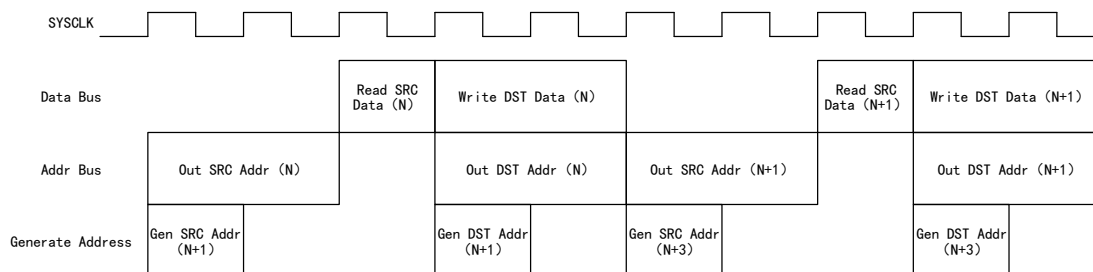 SYSCLK
Data Bus
Read SRC
Data (N)
Write DST Data (N)
Read SRC
Data (N+1)
Write DST Data (N+1)
Addr Bus
Out SRC Addr (N)
Out DST Addr (N)
Out SRC Addr (N+1)
Out DST Addr (N+1)
Generate Address
Gen SRC Addr
(N+1)
Gen DST Addr
(N+1)
Gen SRC Addr
(N+3)
Gen DST Addr
(N+3)